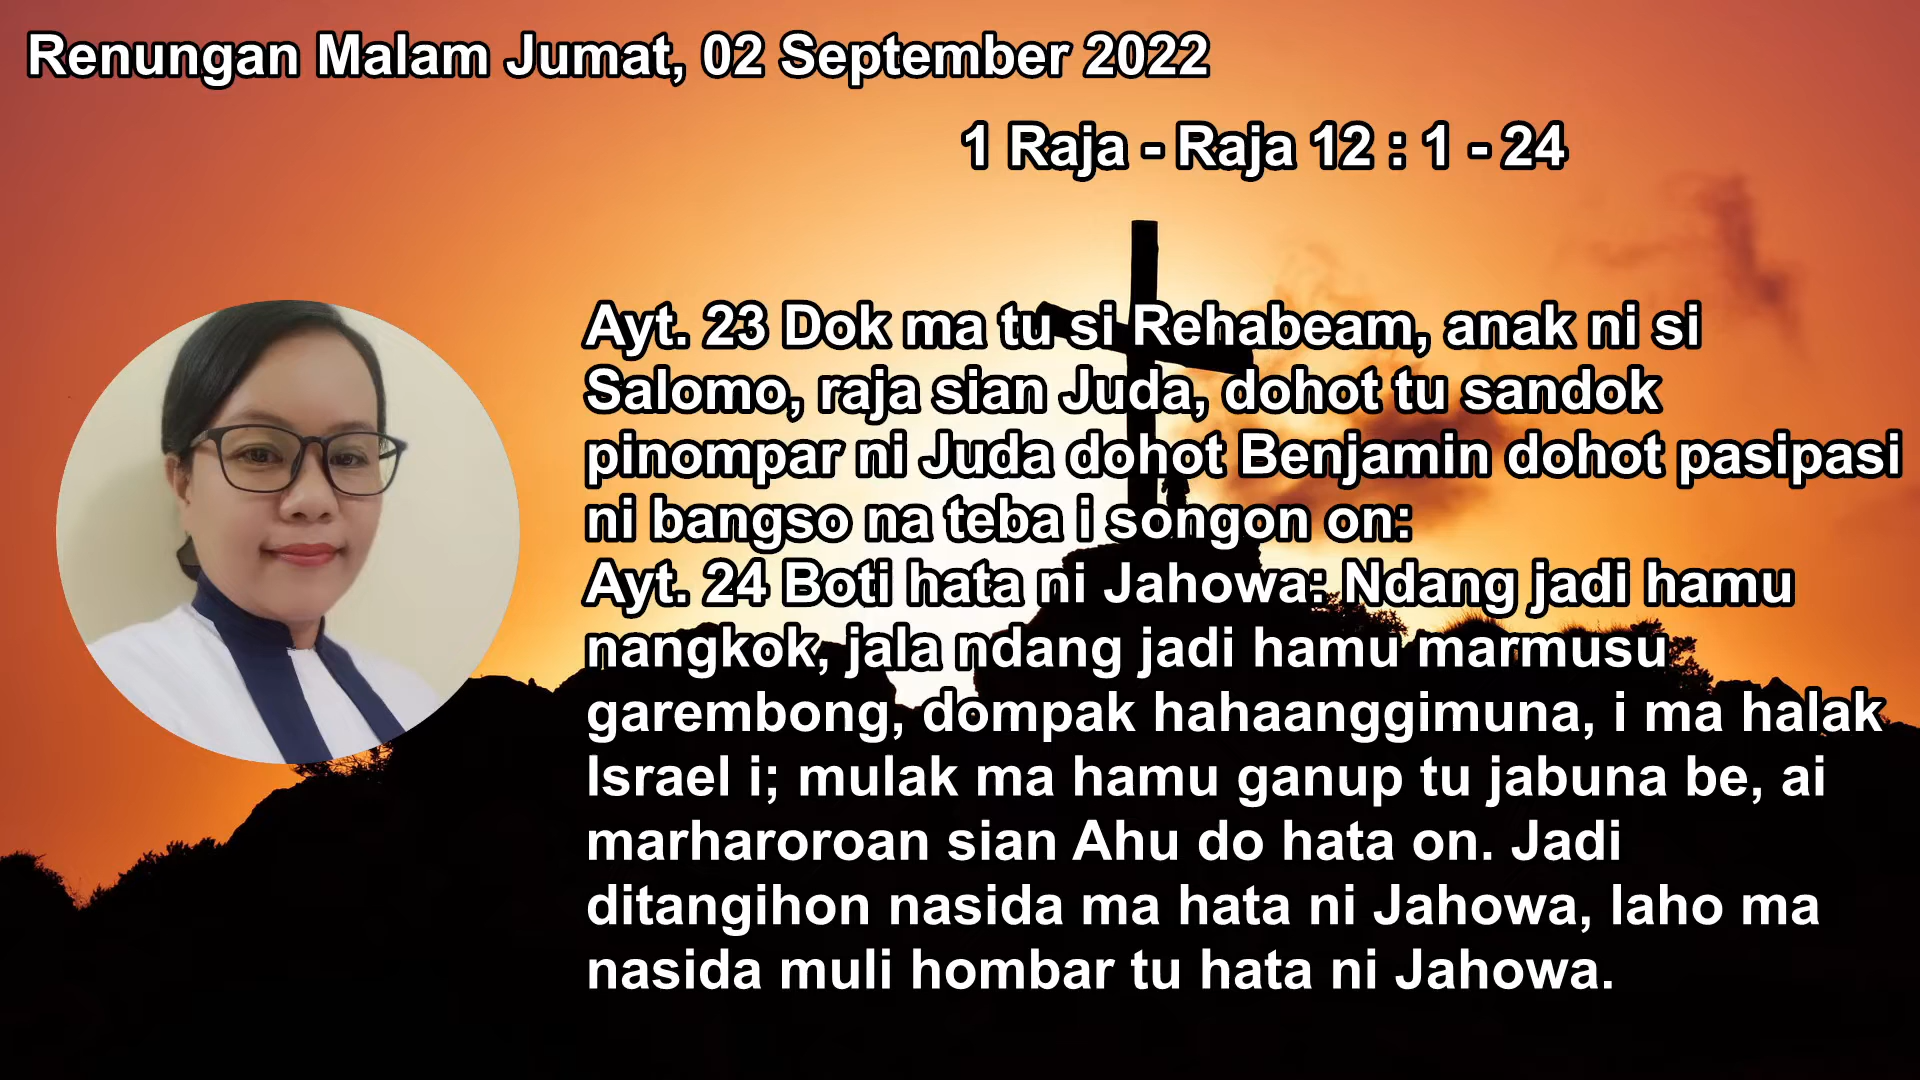 Renungan Malam Jumat, 02 September 2022
1 Raja - Raja 12 : 1 - 24
Ayt. 23 Dok ma tu si Rehabeam, anak ni si
Salomo, raja sian Juda, dohot tu sandok
pinompar ni Juda dohot Benjamin dohot pasipasi
ni bangso na teba i songon on:
Ayt. 24 Boti hata ni Jahowa: Ndang jadi hamu
nangkok, jala ndang jadi hamu marmusu
garembong, dompak hahaanggimuna, i ma halak
Israel i; mulak ma hamu ganup tu jabuna be, ai
marharoroan sian Ahu do hata on. Jadi
ditangihon nasida ma hata ni Jahowa, laho ma
nasida muli hombar tu hata ni Jahowa.